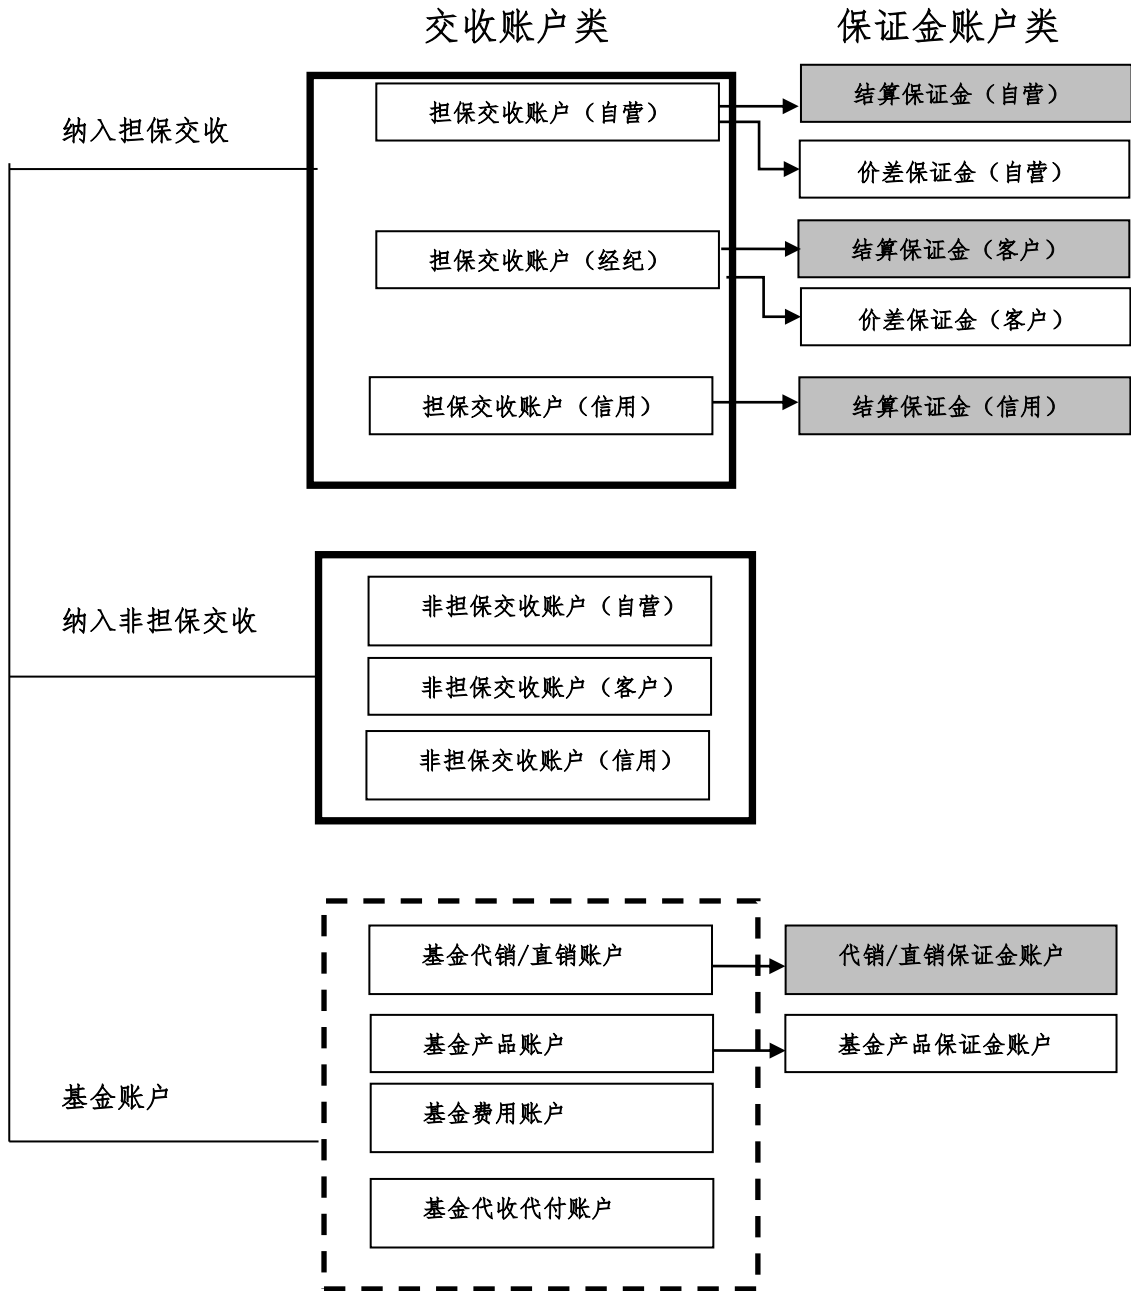 交收账户类
保证金账户类
纳入担保交收
担保交收账户（自营）
结算保证金（自营）
价差保证金（自营）
担保交收账户（经纪）
结算保证金（客户）
价差保证金（客户）
担保交收账户（信用）
结算保证金（信用）
纳入非担保交收
非担保交收账户（自营）
非担保交收账户（客户）
非担保交收账户（信用）
基金账户
基金代销/直销账户
代销/直销保证金账户
基金产品账户
基金产品保证金账户
基金费用账户
基金代收代付账户